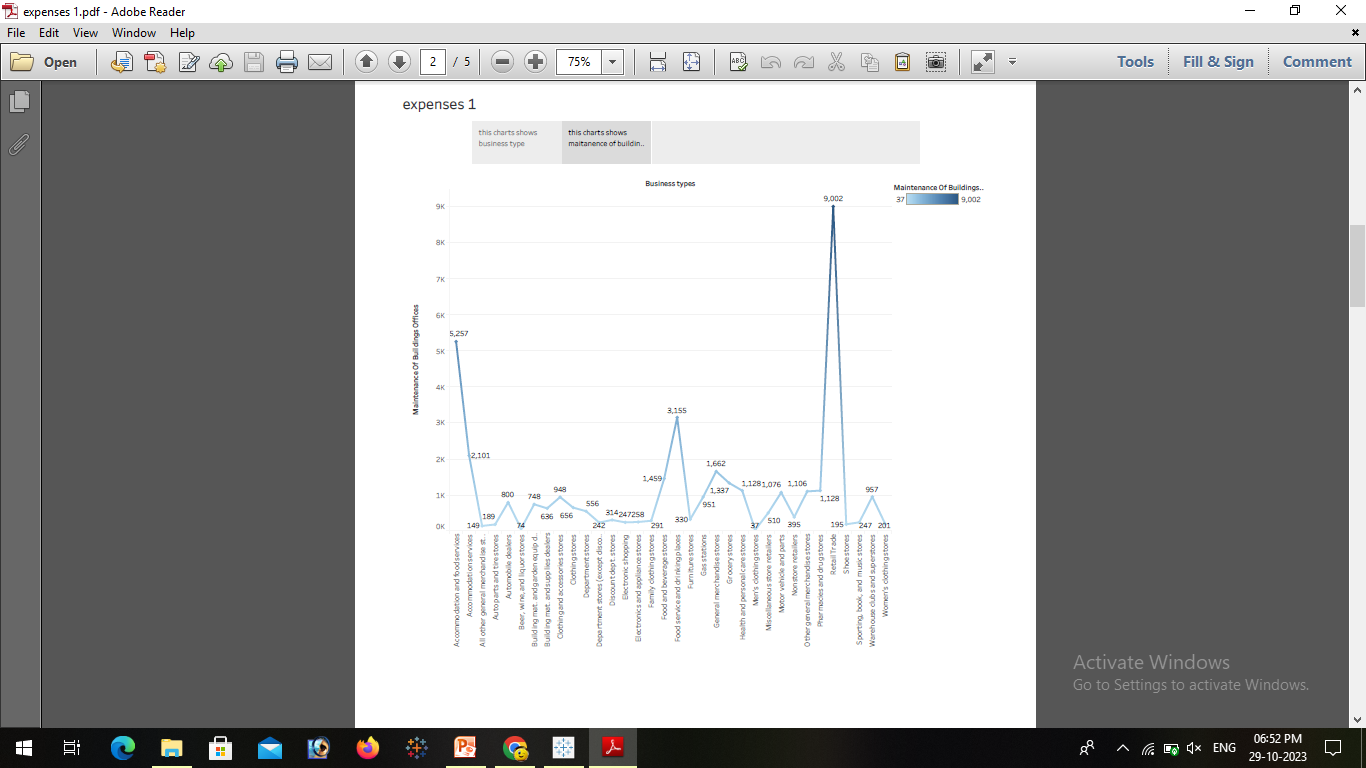 expenses 1.pdf - Adobe Reader
File Edit View Window Help
Open 2 / 5 75% Tools Fill & Sign Comment
expenses 1
this charts shows
business type
this charts shows
maitanence of buildin..
Business types
Maintenance Of Buildings..
37 9,002
Maintenance Of Buildings Offices
9K
8K
7K
6K
5K
4K
3K
2K
1K
0K
5,257
2,101
149
189
800
74
748
636
948
656
556
242
314
247
258
291
1,459
3,155
330
951
1,662
1,337
1,128
37
510
1,076
395
1,106
1,128
9,002
195
247
957
201
Accommodation and food services
Accommodation services
All other general merchandise st..
Auto parts and tire stores
Automobile dealers
Beer, wine, and liquor stores
Building mat. and garden equip d..
Building mat. and supplies dealers
Clothing and accessories stores
Clothing stores
Department stores
Department stores (except disco..
Discount dept. stores
Electronic shopping
Electronics and appliance stores
Family clothing stores
Food and beverage stores
Food service and drinking places
Furniture stores
Gas stations
General merchandise stores
Grocery stores
Health and personal care stores
Men's clothing stores
Miscellaneous store retailers
Motor vehicle and parts
Nonstore retailers
Other general merchandise stores
Pharmacies and drug stores
Retail Trade
Shoe stores
Sporting, book, and music stores
Warehouse clubs and superstores
Women's clothing stores
Activate Windows
Go to Settings to activate Windows.
ENG
06:52 PM
29-10-2023